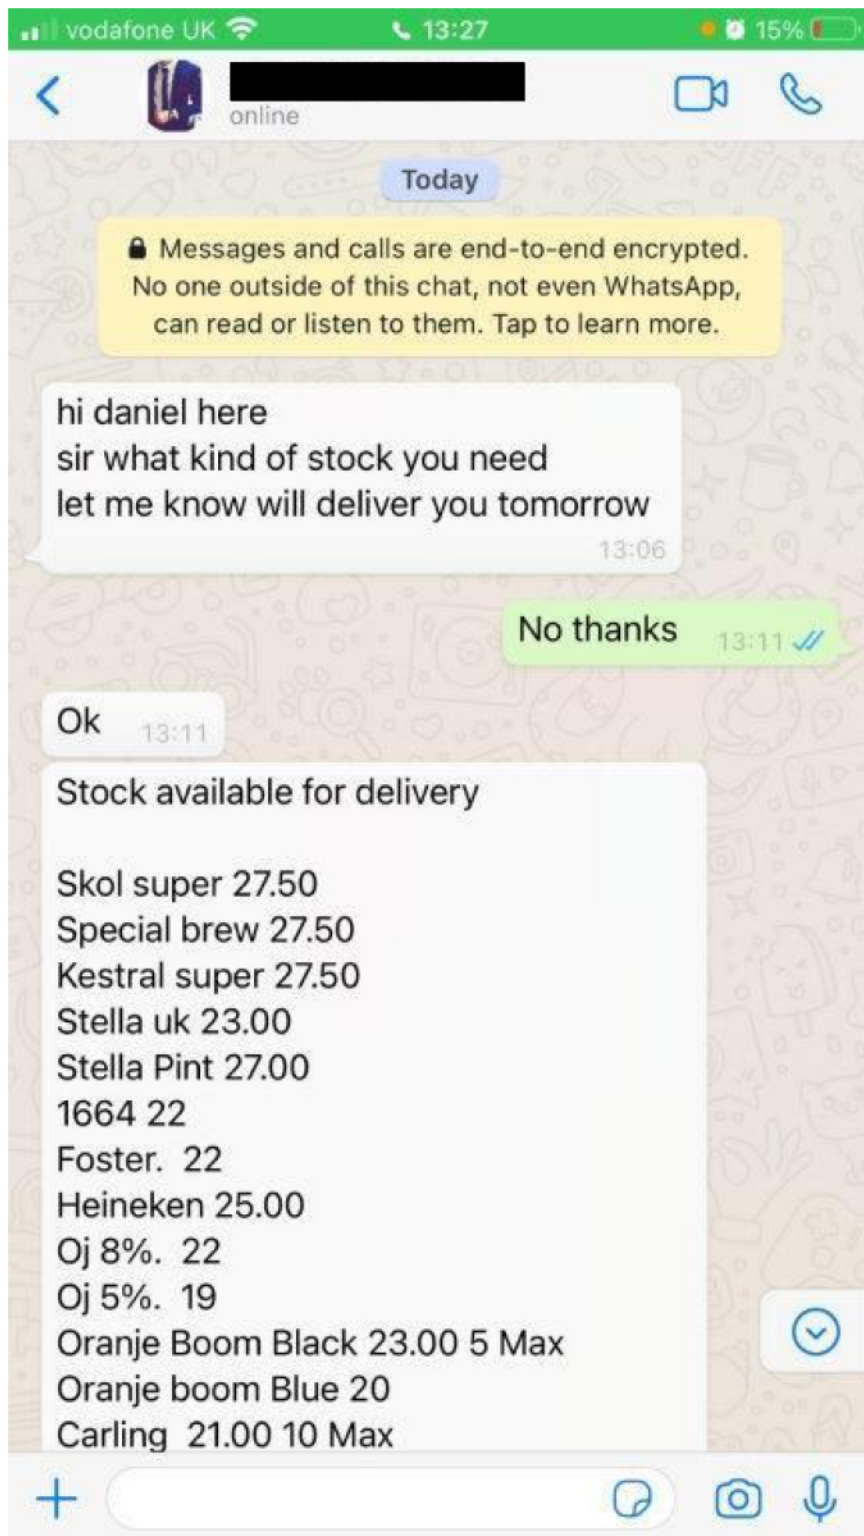 vodafone UK
13:27
15%
online
Today
Messages and calls are end-to-end encrypted.
No one outside of this chat, not even WhatsApp,
can read or listen to them. Tap to learn more.
hi daniel here
sir what kind of stock you need
let me know will deliver you tomorrow
13:06
No thanks 13:11
Ok 13:11
Stock available for delivery
Skol super 27.50
Special brew 27.50
Kestral super 27.50
Stella uk 23.00
Stella Pint 27.00
1664 22
Foster.  22
Heineken 25.00
Oj 8%.  22
Oj 5%.  19
Oranje Boom Black 23.00 5 Max
Oranje boom Blue 20
Carling  21.00 10 Max